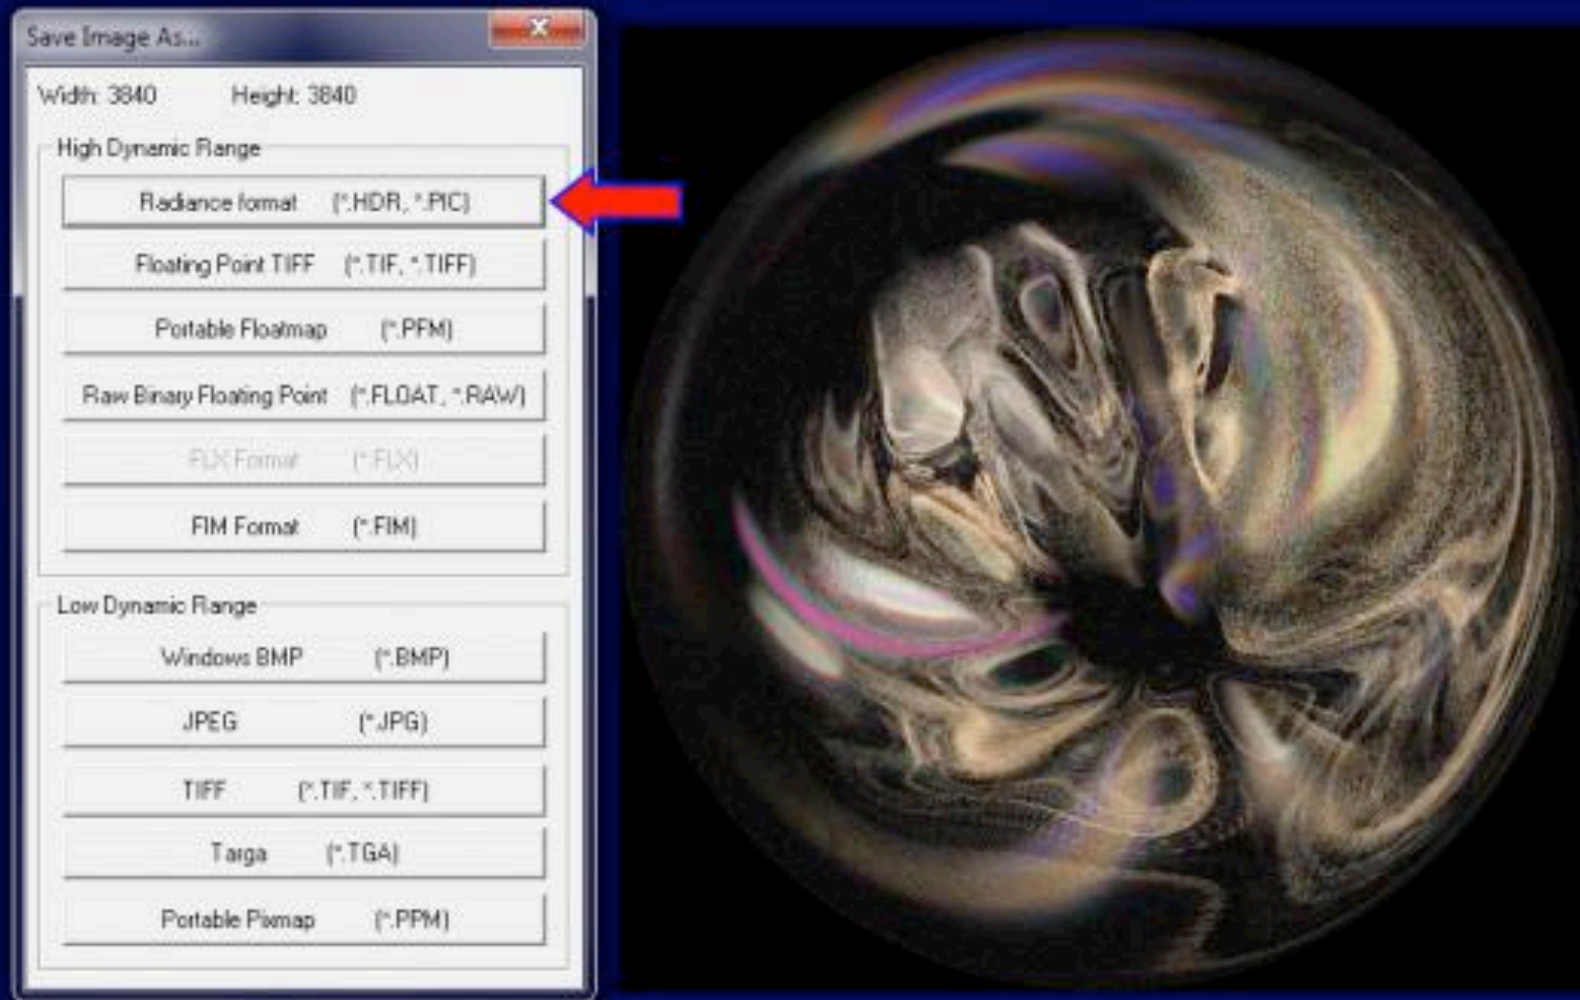 Save Image As...
Width: 3840 Height: 3840
High Dynamic Range
Radiance format (*.HDR, *.PIC)
Floating Point TIFF (*.TIF, *.TIFF)
Portable Floatmap (*.PFM)
Raw Binary Floating Point (*.FLOAT, *.RAW)
FLX Format (*.FLX)
FIM Format (*.FIM)
Low Dynamic Range
Windows BMP (*.BMP)
JPEG (*.JPG)
TIFF (*.TIF, *.TIFF)
Targa (*.TGA)
Portable Pixmap (*.PPM)